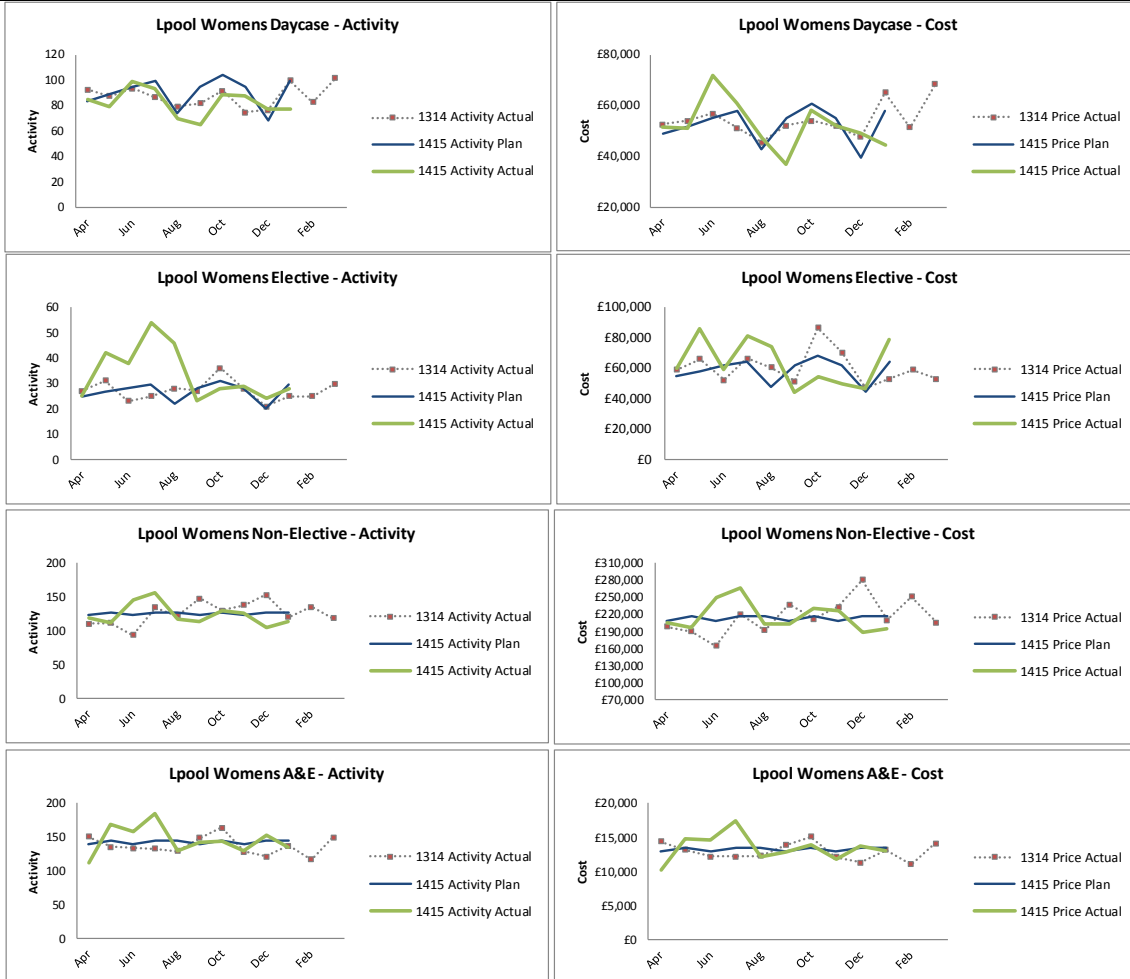 Lpool Womens Daycase - Activity
120
100
80
60
40
20
0
Activity
Apr
Jun
Aug
Oct
Dec
Feb
1314 Activity Actual
1415 Activity Plan
1415 Activity Actual
Lpool Womens Daycase - Cost
£80,000
£60,000
£40,000
£20,000
Cost
Apr
Jun
Aug
Oct
Dec
Feb
1314 Price Actual
1415 Price Plan
1415 Price Actual
Lpool Womens Elective - Activity
60
50
40
30
20
10
0
Activity
Apr
Jun
Aug
Oct
Dec
Feb
1314 Activity Actual
1415 Activity Plan
1415 Activity Actual
Lpool Womens Elective - Cost
£100,000
£80,000
£60,000
£40,000
£20,000
£0
Cost
Apr
Jun
Aug
Oct
Dec
Feb
1314 Price Actual
1415 Price Plan
1415 Price Actual
Lpool Womens Non-Elective - Activity
200
150
100
50
0
Activity
Apr
Jun
Aug
Oct
Dec
Feb
1314 Activity Actual
1415 Activity Plan
1415 Activity Actual
Lpool Womens Non-Elective - Cost
£310,000
£280,000
£250,000
£220,000
£190,000
£160,000
£130,000
£100,000
£70,000
Cost
Apr
Jun
Aug
Oct
Dec
Feb
1314 Price Actual
1415 Price Plan
1415 Price Actual
Lpool Womens A&E - Activity
200
150
100
50
0
Activity
Apr
Jun
Aug
Oct
Dec
Feb
1314 Activity Actual
1415 Activity Plan
1415 Activity Actual
Lpool Womens A&E - Cost
£20,000
£15,000
£10,000
£5,000
£0
Cost
Apr
Jun
Aug
Oct
Dec
Feb
1314 Price Actual
1415 Price Plan
1415 Price Actual